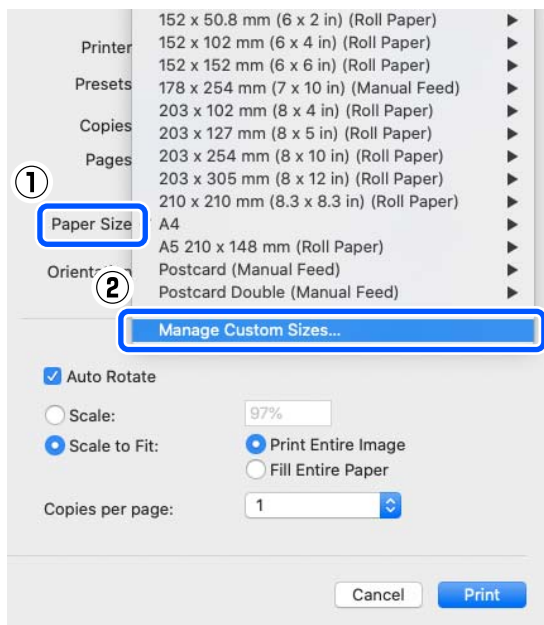 152 x 50.8 mm (6 x 2 in) (Roll Paper)
Printer
152 x 102 mm (6 x 4 in) (Roll Paper)
152 x 152 mm (6 x 6 in) (Roll Paper)
Presets
178 x 254 mm (7 x 10 in) (Manual Feed)
203 x 102 mm (8 x 4 in) (Roll Paper)
Copies
203 x 127 mm (8 x 5 in) (Roll Paper)
Pages
203 x 254 mm (8 x 10 in) (Roll Paper)
①
203 x 305 mm (8 x 12 in) (Roll Paper)
210 x 210 mm (8.3 x 8.3 in) (Roll Paper)
Paper Size
A4
A5 210 x 148 mm (Roll Paper)
Postcard (Manual Feed)
②
Postcard Double (Manual Feed)
Manage Custom Sizes...
Auto Rotate
Scale:
97%
Scale to Fit:
Print Entire Image
Fill Entire Paper
Copies per page:
1
Cancel
Print